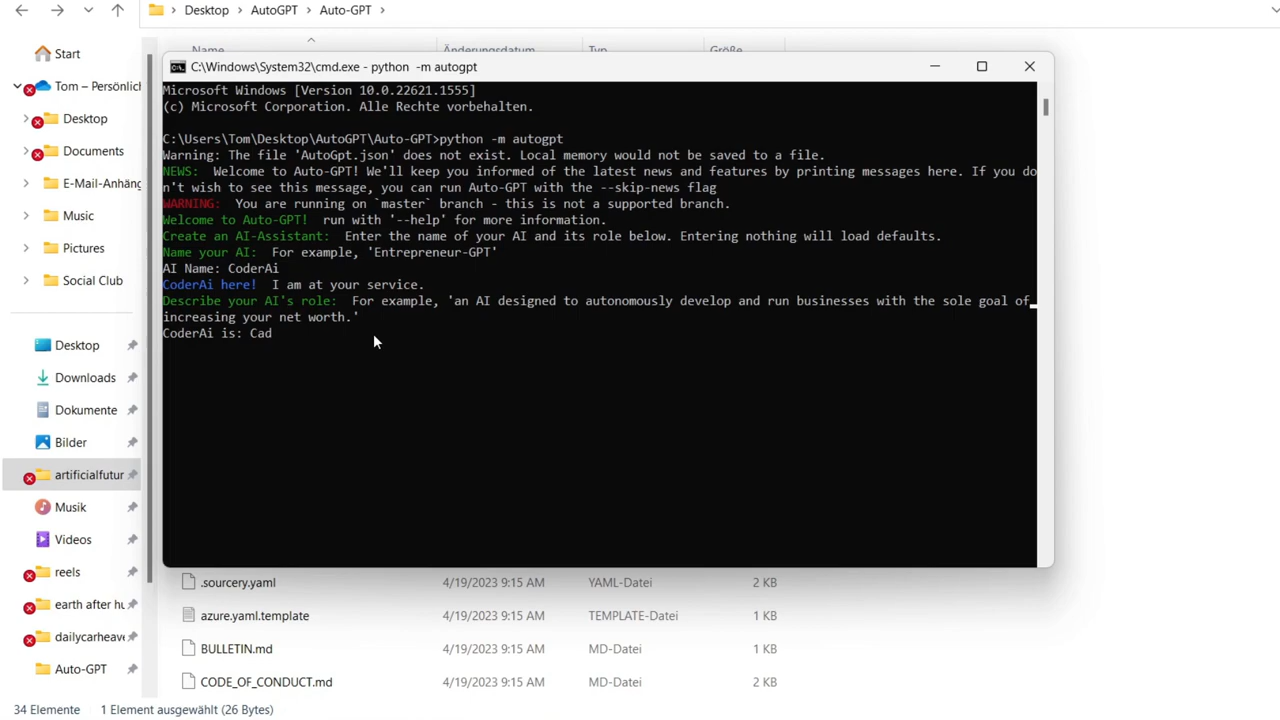 Desktop > AutoGPT > Auto-GPT >
Name Änderungsdatum Typ Größe
Start
Tom – Persönlich
Desktop
Documents
E-Mail-Anhäng
Music
Pictures
Social Club
Desktop
Downloads
Dokumente
Bilder
artificialfutur
Musik
Videos
reels
earth after hu
dailycarheave
Auto-GPT
C:\Windows\System32\cmd.exe - python -m autogpt
Microsoft Windows [Version 10.0.22621.1555]
(c) Microsoft Corporation. Alle Rechte vorbehalten.
C:\Users\Tom\Desktop\AutoGPT\Auto-GPT>python -m autogpt
Warning: The file 'AutoGpt.json' does not exist. Local memory would not be saved to a file.
NEWS: Welcome to Auto-GPT! We'll keep you informed of the latest news and features by printing messages here. If you do
n't wish to see this message, you can run Auto-GPT with the --skip-news flag
WARNING: You are running on `master` branch - this is not a supported branch.
Welcome to Auto-GPT! run with '--help' for more information.
Create an AI-Assistant: Enter the name of your AI and its role below. Entering nothing will load defaults.
Name your AI: For example, 'Entrepreneur-GPT'
AI Name: CoderAi
CoderAi here! I am at your service.
Describe your AI's role: For example, 'an AI designed to autonomously develop and run businesses with the sole goal of
increasing your net worth.'
CoderAi is: Cad
.sourcery.yaml 4/19/2023 9:15 AM YAML-Datei 2 KB
azure.yaml.template 4/19/2023 9:15 AM TEMPLATE-Datei 1 KB
BULLETIN.md 4/19/2023 9:15 AM MD-Datei 1 KB
CODE_OF_CONDUCT.md 4/19/2023 9:15 AM MD-Datei 2 KB
34 Elemente 1 Element ausgewählt (26 Bytes)